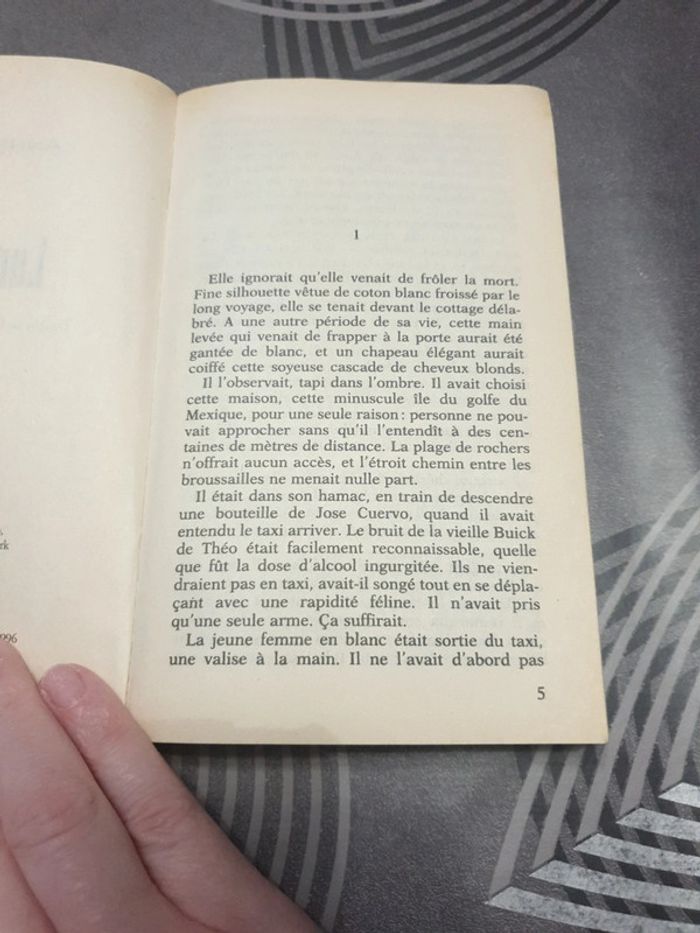 1
Elle ignorait qu'elle venait de frôler la mort.
Fine silhouette vêtue de coton blanc froissé par le
long voyage, elle se tenait devant le cottage déla-
bré. A une autre période de sa vie, cette main
levée qui venait de frapper à la porte aurait été
gantée de blanc, et un chapeau élégant aurait
coiffé cette soyeuse cascade de cheveux blonds.
Il l'observait, tapi dans l'ombre. Il avait choisi
cette maison, cette minuscule île du golfe du
Mexique, pour une seule raison : personne ne pou-
vait approcher sans qu'il l'entendît à des cen-
taines de mètres de distance. La plage de rochers
n'offrait aucun accès, et l'étroit chemin entre les
broussailles ne menait nulle part.
Il était dans son hamac, en train de descendre
une bouteille de Jose Cuervo, quand il avait
entendu le taxi arriver. Le bruit de la vieille Buick
de Théo était facilement reconnaissable, quelle
que fût la dose d'alcool ingurgitée. Ils ne vien-
draient pas en taxi, avait-il songé tout en se dépla-
çant avec une rapidité féline. Il n'avait pris
qu'une seule arme. Ça suffirait.
La jeune femme en blanc était sortie du taxi,
une valise à la main. Il ne l'avait d'abord pas
5
rk
1996